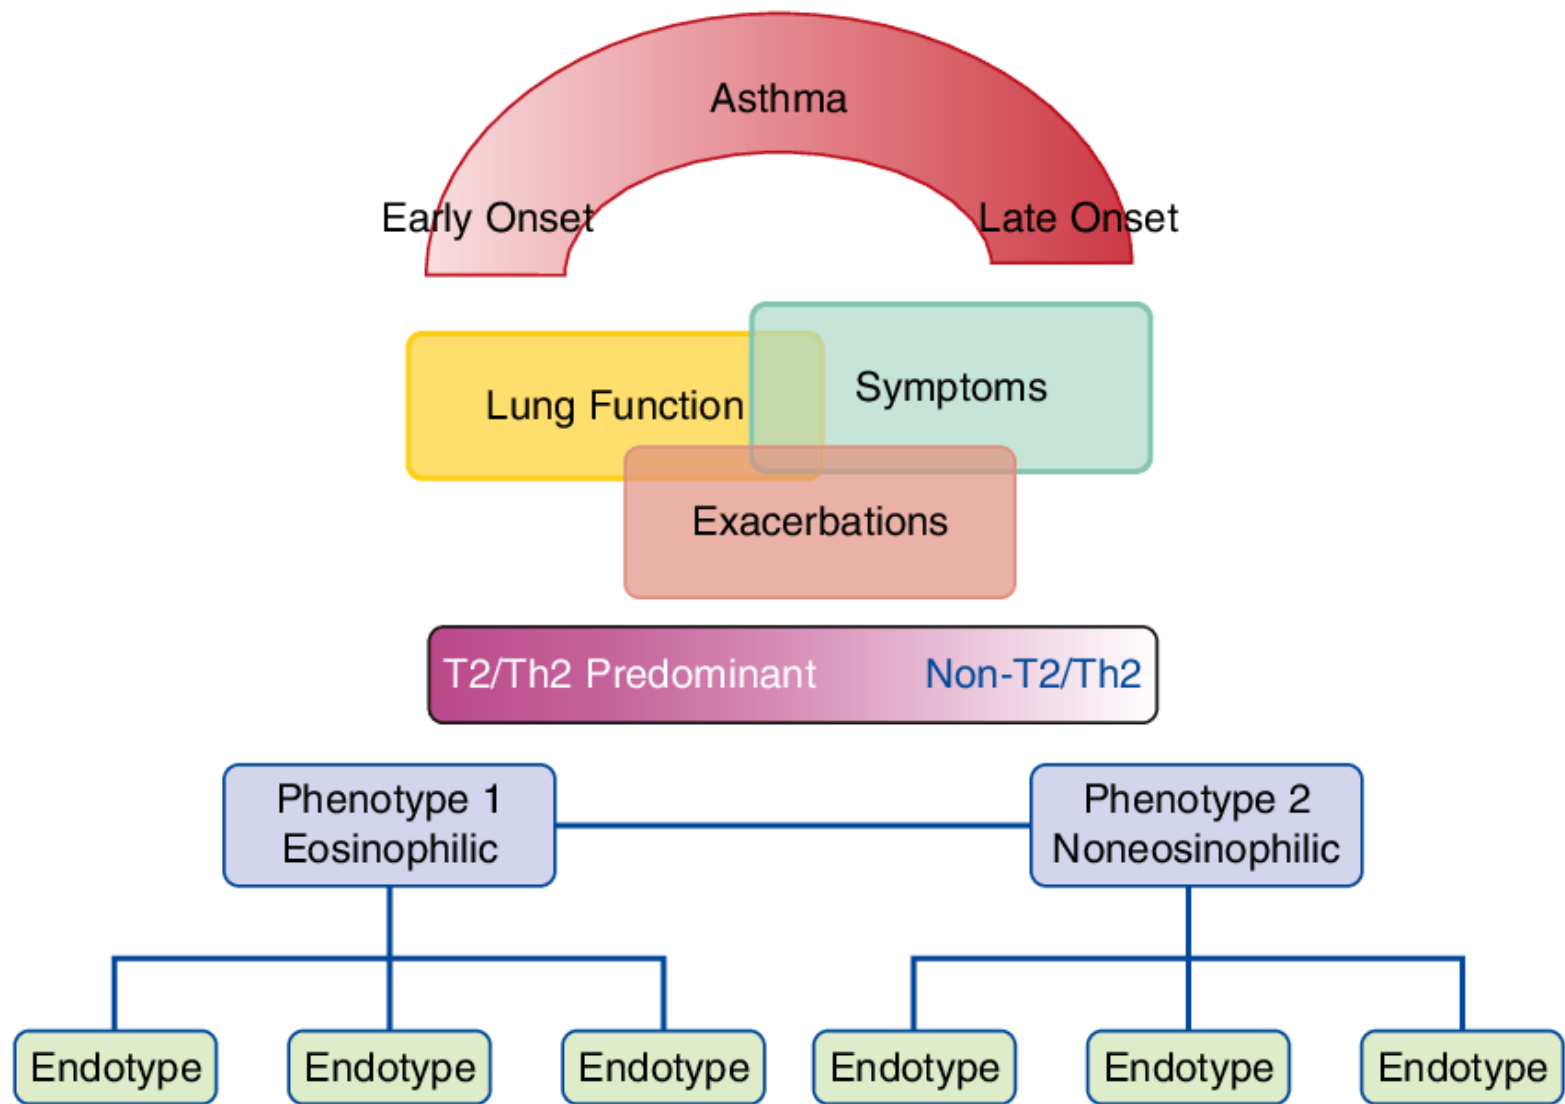 Asthma
Early Onset
Late Onset
Lung Function
Symptoms
Exacerbations
T2/Th2 Predominant
Non-T2/Th2
Phenotype 1
Eosinophilic
Phenotype 2
Noneosinophilic
Endotype
Endotype
Endotype
Endotype
Endotype
Endotype